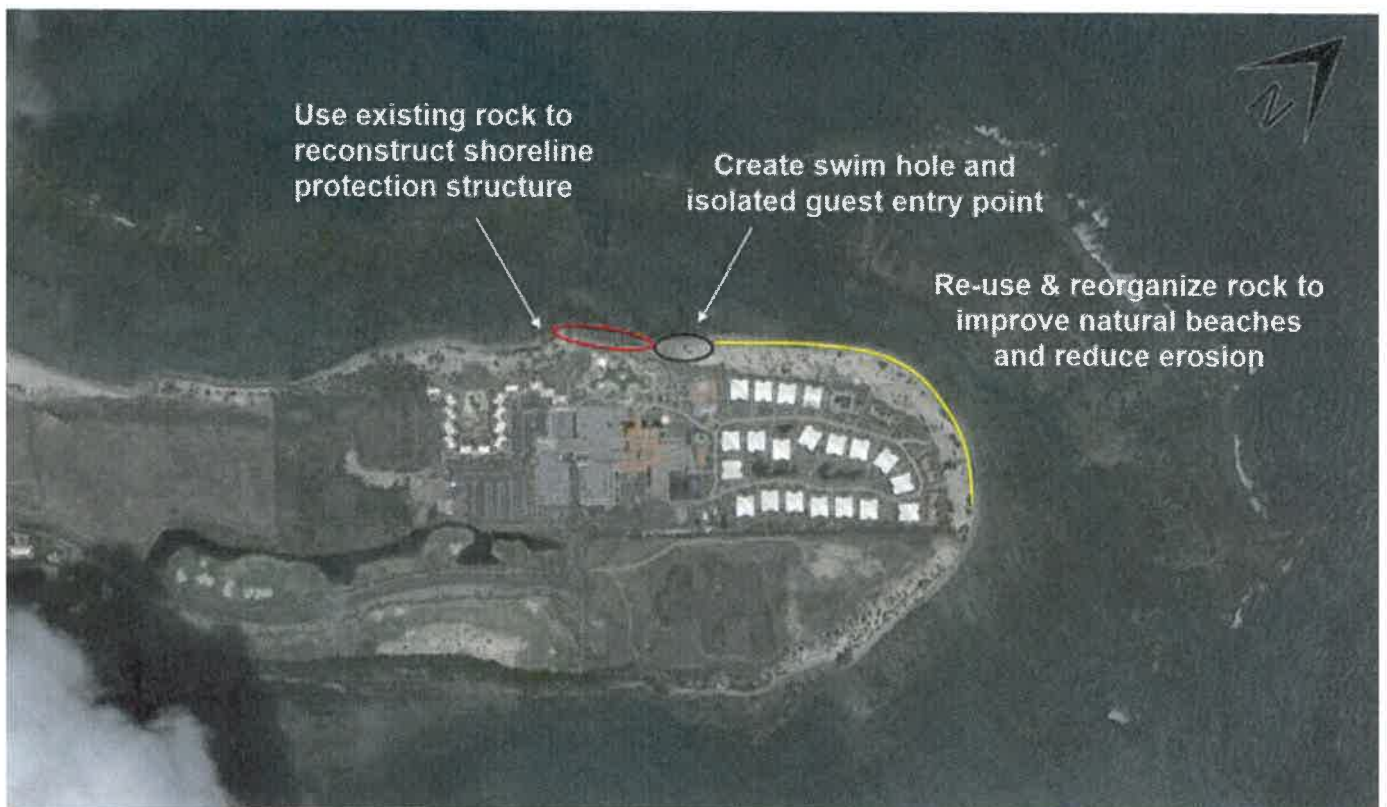 Use existing rock to
reconstruct shoreline
protection structure
Create swim hole and
isolated guest entry point
Re-use & reorganize rock to
improve natural beaches
and reduce erosion
N